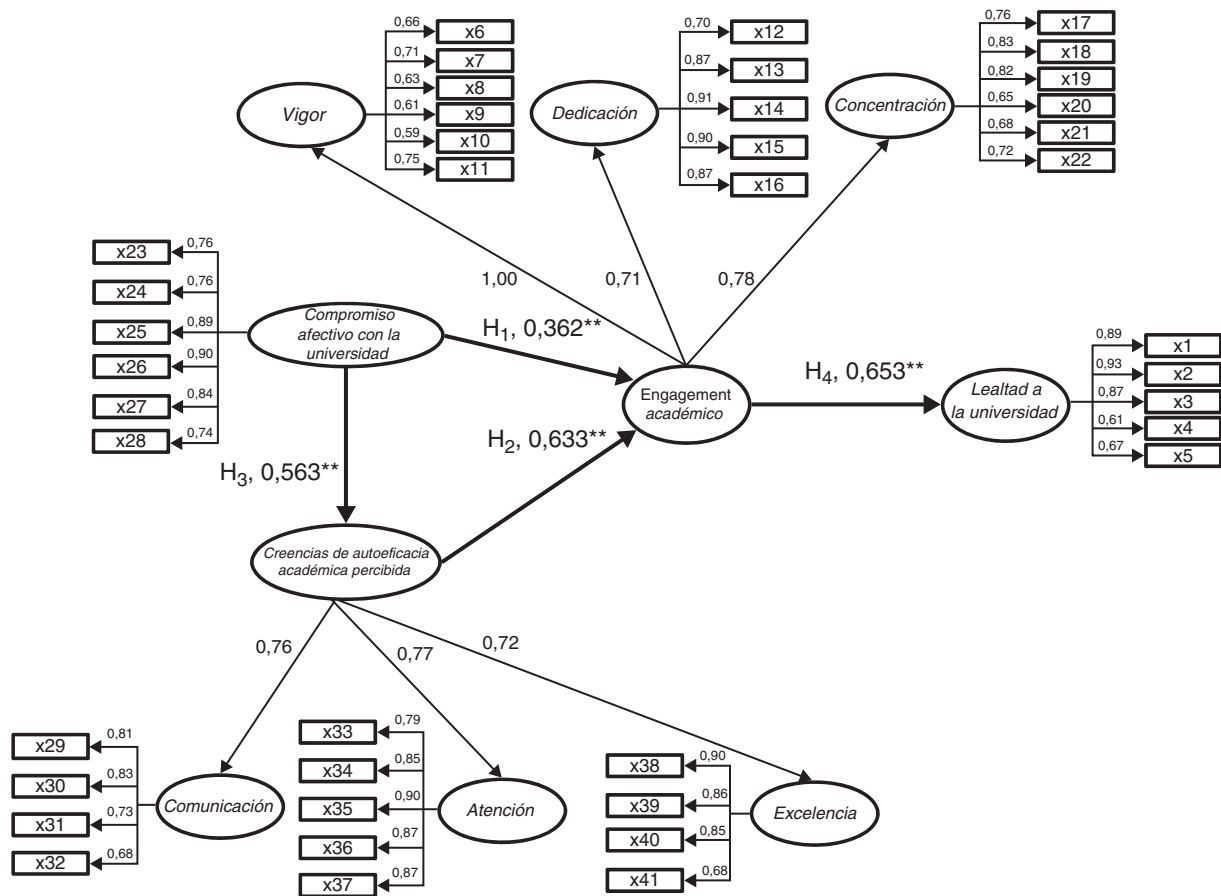 0,66
x6
0,71
x7
0,63
x8
0,61
x9
0,59
x10
0,75
x11
Vigor
0,70
x12
0,87
x13
0,91
x14
0,90
x15
0,87
x16
Dedicación
0,76
x17
0,83
x18
0,82
x19
0,65
x20
0,68
x21
0,72
x22
Concentración
1,00
0,71
0,78
x23
0,76
x24
0,76
x25
0,89
x26
0,90
x27
0,84
x28
0,74
Compromiso
afectivo con la
universidad
H1, 0,362**
Engagement
académico
H4, 0,653**
Lealtad a
la universidad
0,89
x1
0,93
x2
0,87
x3
0,61
x4
0,67
x5
H2, 0,633**
H3, 0,563**
Creencias de autoeficacia
académica percibida
0,76
0,77
0,72
x29
0,81
x30
0,83
x31
0,73
x32
0,68
Comunicación
x33
0,79
x34
0,85
x35
0,90
x36
0,87
x37
0,87
Atención
x38
0,90
x39
0,86
x40
0,85
x41
0,68
Excelencia